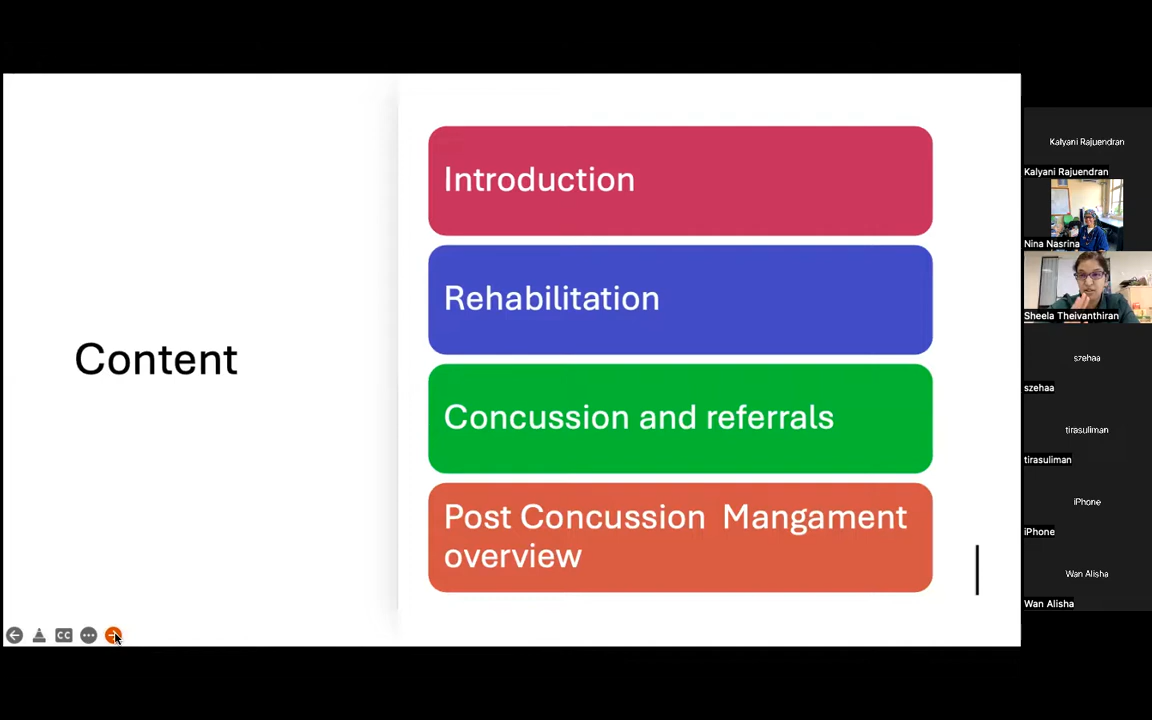 Content
Introduction
Rehabilitation
Concussion and referrals
Post Concussion Mangament
overview
CC
Kalyani Rajuendran
Kalyani Rajuendran
Nina Nasrina
Sheela Theivanthiran
szehaa
szehaa
tirasuliman
tirasuliman
iPhone
iPhone
Wan Alisha
Wan Alisha